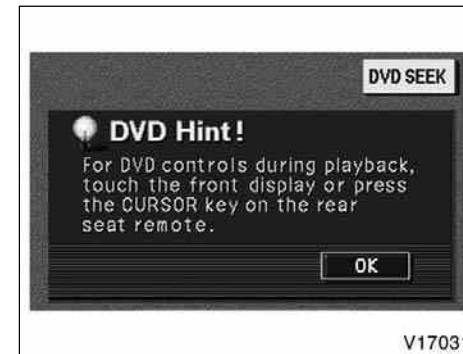 DVD SEEK
DVD Hint!
For DVD controls during playback,
touch the front display or press
the CURSOR key on the rear
seat remote.
OK
V1703